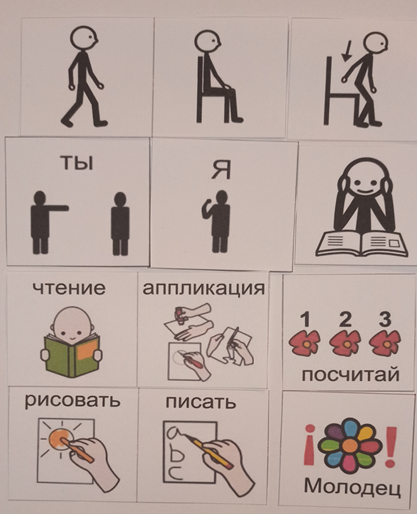 ты
Я
чтение
аппликация
1 2 3
посчитай
рисовать
писать
a
b
c
¡ !
Молодец